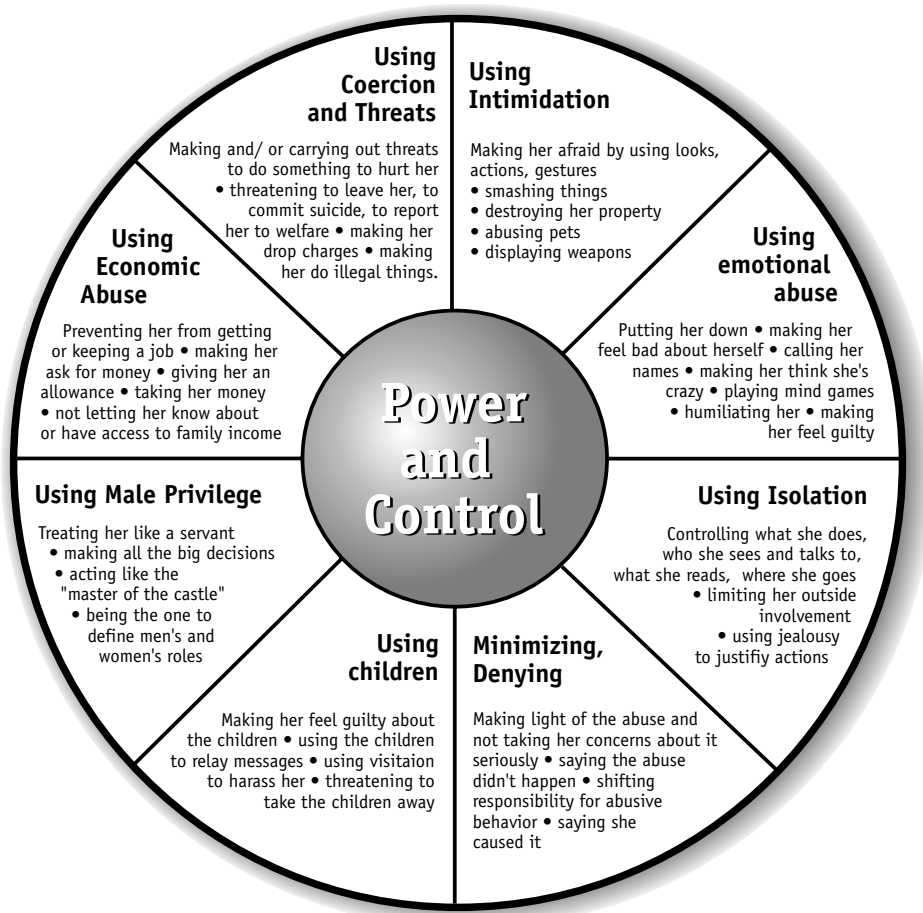 Using
Coercion
and Threats
Making and/ or carrying out threats
to do something to hurt her
• threatening to leave her, to
commit suicide, to report
her to welfare • making her
drop charges • making
her do illegal things.
Using
Intimidation
Making her afraid by using looks,
actions, gestures
• smashing things
• destroying her property
• abusing pets
• displaying weapons
Using
emotional
abuse
Putting her down • making her
feel bad about herself • calling her
names • making her think she's
crazy • playing mind games
• humiliating her • making
her feel guilty
Using Isolation
Controlling what she does,
who she sees and talks to,
what she reads, where she goes
• limiting her outside
involvement
• using jealousy
to justifiy actions
Minimizing,
Denying
Making light of the abuse and
not taking her concerns about it
seriously • saying the abuse
didn't happen • shifting
responsibility for abusive
behavior • saying she
caused it
Using
children
Making her feel guilty about
the children • using the children
to relay messages • using visitaion
to harass her • threatening to
take the children away
Using Male Privilege
Treating her like a servant
• making all the big decisions
• acting like the
"master of the castle"
• being the one to
define men's and
women's roles
Using
Economic
Abuse
Preventing her from getting
or keeping a job • making her
ask for money • giving her an
allowance • taking her money
• not letting her know about
or have access to family income
Power
and
Control